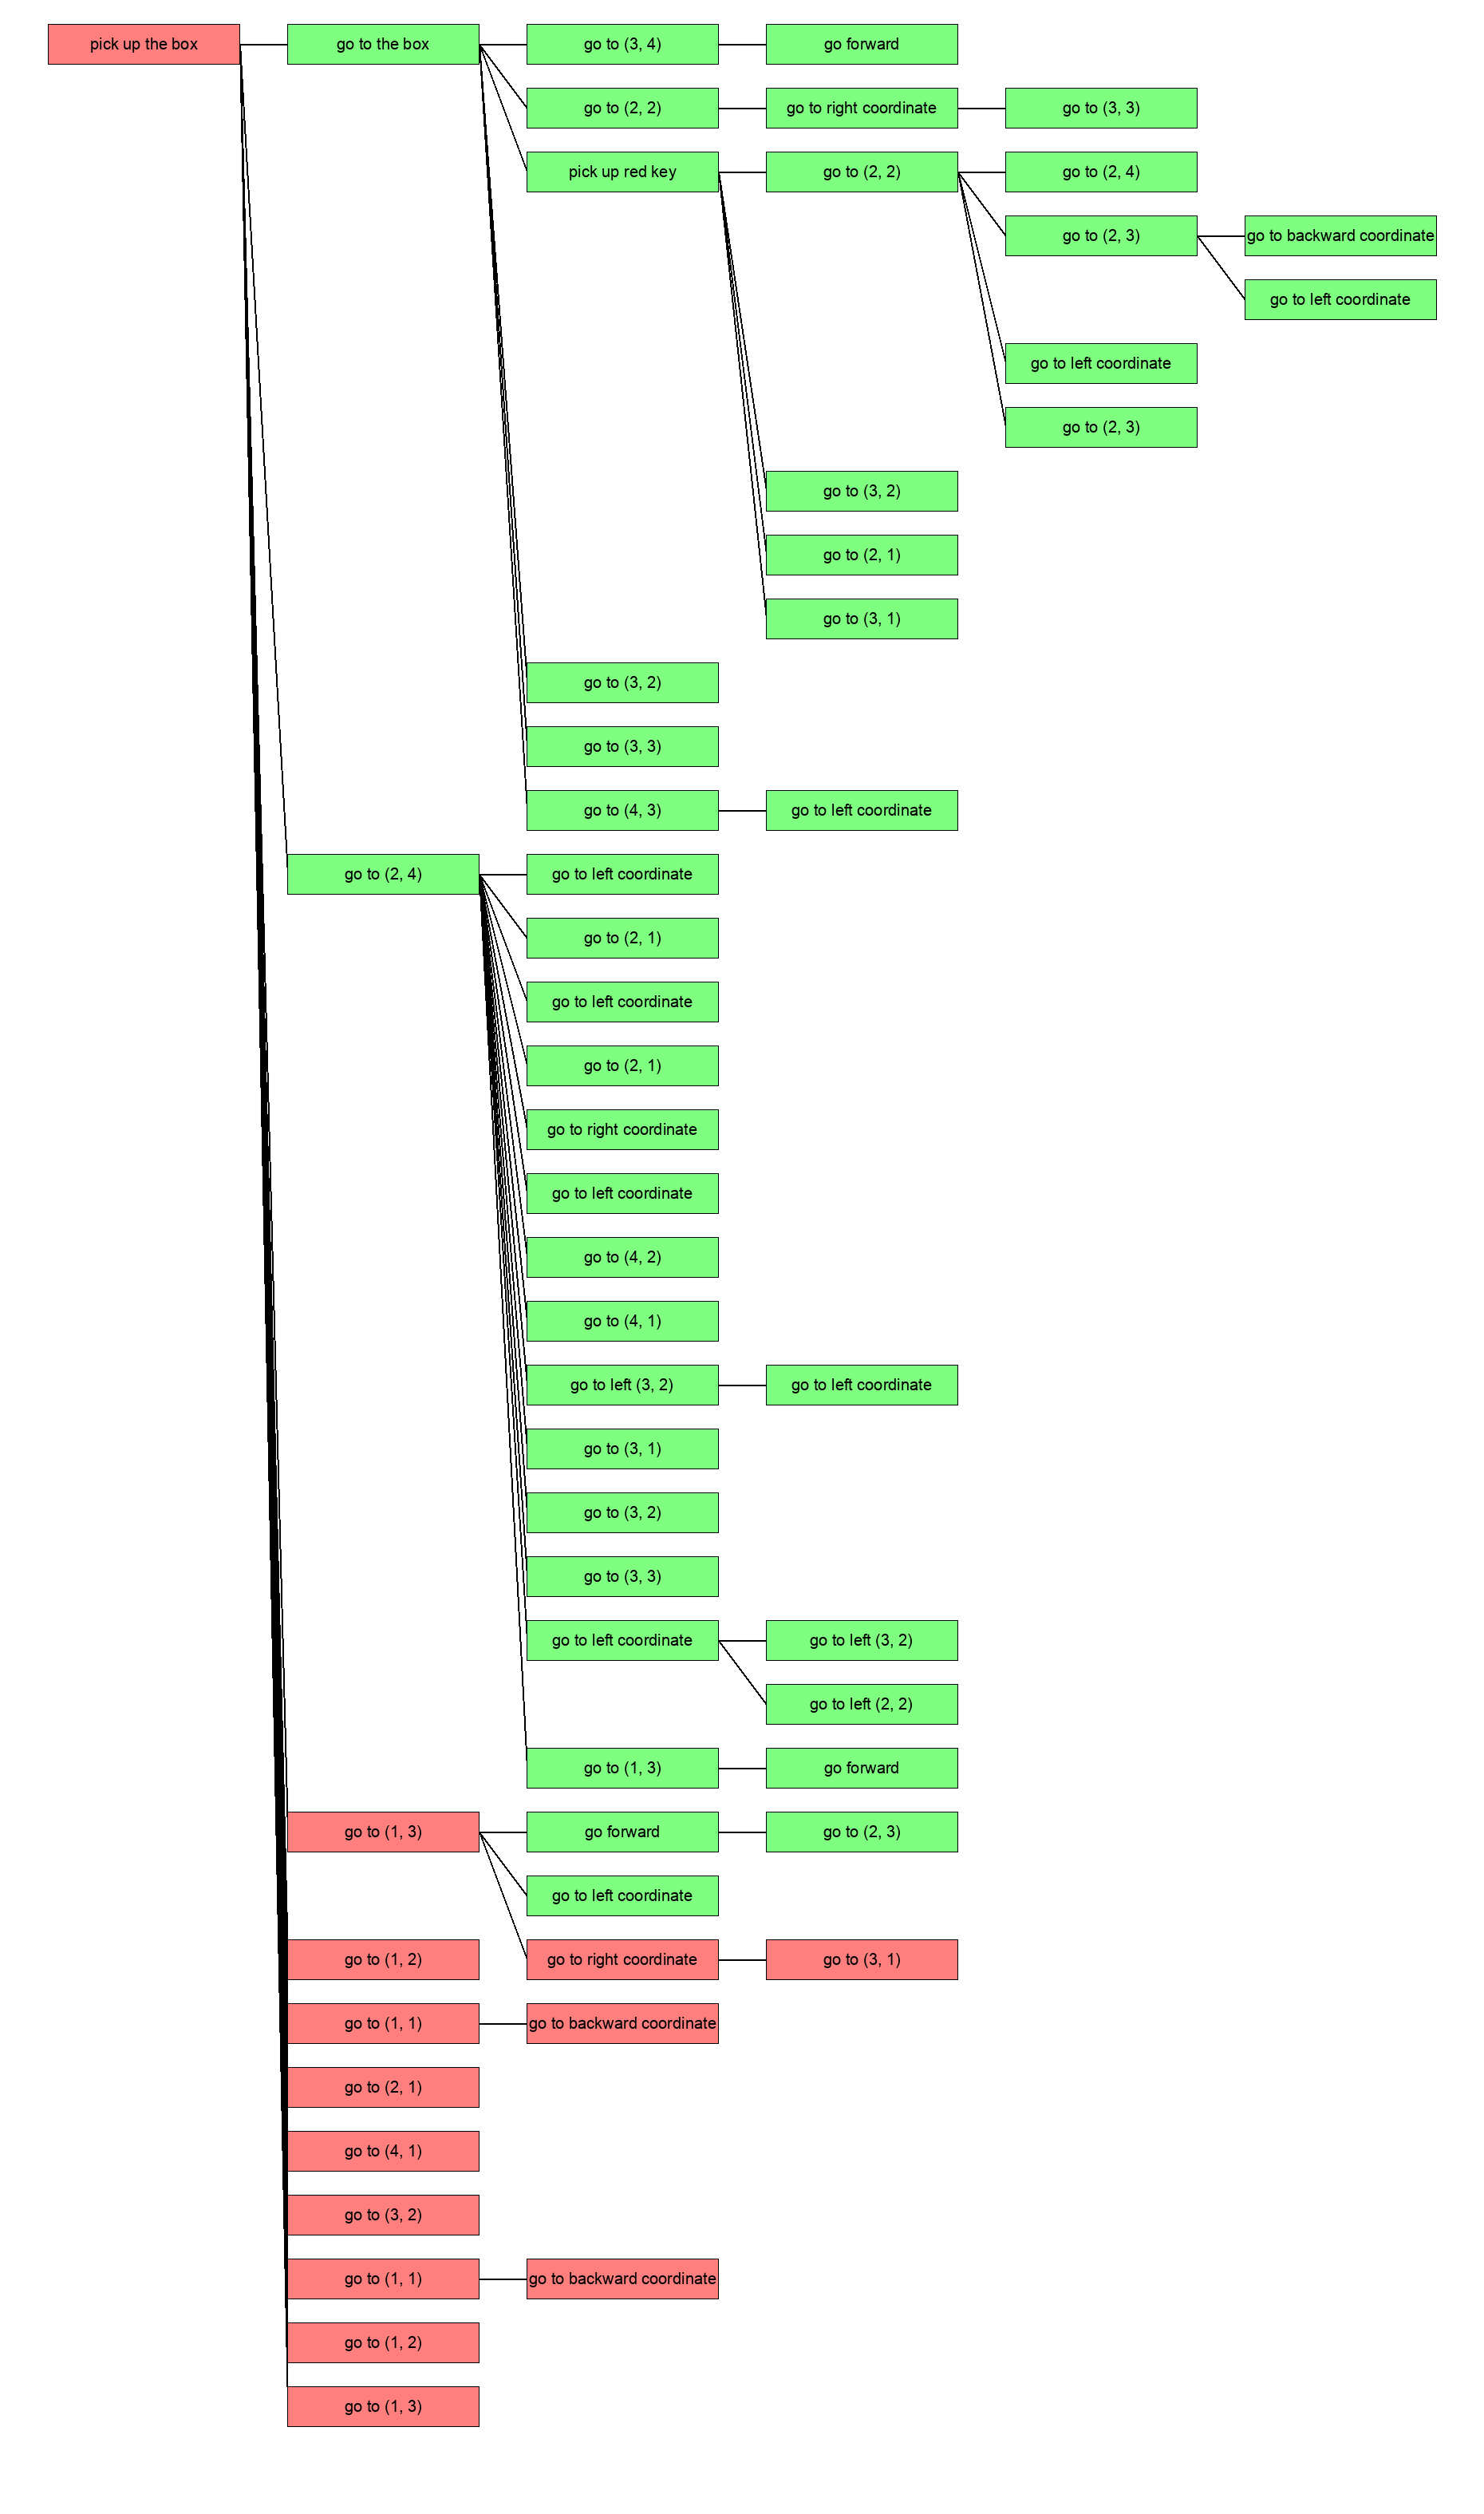 pick up the box
go to the box
go to (3, 4)
go forward
go to (2, 2)
go to right coordinate
go to (3, 3)
pick up red key
go to (2, 2)
go to (2, 4)
go to (2, 3)
go to backward coordinate
go to left coordinate
go to left coordinate
go to (2, 3)
go to (3, 2)
go to (2, 1)
go to (3, 1)
go to (3, 2)
go to (3, 3)
go to (4, 3)
go to left coordinate
go to (2, 4)
go to left coordinate
go to (2, 1)
go to left coordinate
go to (2, 1)
go to right coordinate
go to left coordinate
go to (4, 2)
go to (4, 1)
go to left (3, 2)
go to left coordinate
go to (3, 1)
go to (3, 2)
go to (3, 3)
go to left coordinate
go to left (3, 2)
go to left (2, 2)
go to (1, 3)
go forward
go to (1, 3)
go forward
go to (2, 3)
go to left coordinate
go to (1, 2)
go to right coordinate
go to (3, 1)
go to (1, 1)
go to backward coordinate
go to (2, 1)
go to (4, 1)
go to (3, 2)
go to (1, 1)
go to backward coordinate
go to (1, 2)
go to (1, 3)